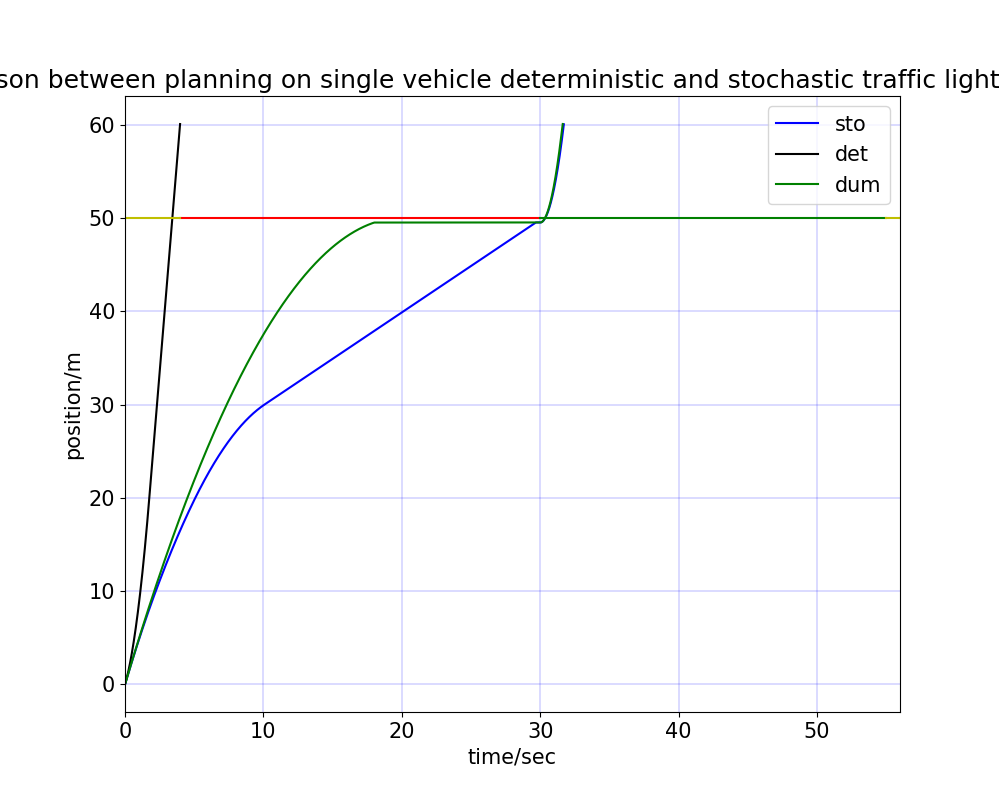 son between planning on single vehicle deterministic and stochastic traffic light
sto
det
dum
60
50
40
30
20
10
0
position/m
0 10 20 30 40 50
time/sec